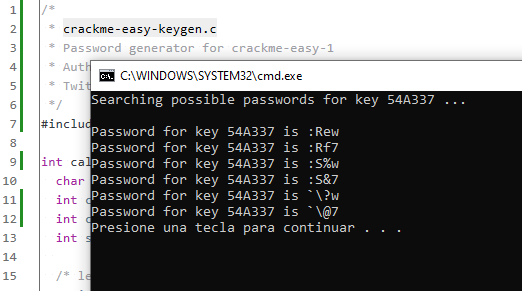 1 /*
2 * crackme-easy-keygen.c
3 * Password generator for crackme-easy-1
4 * Auth
5 * Twit
6 */
7 #includ
8
9 int cal
10 char
11 int c
12 int c
13 int s
14
15 /* le
C:\WINDOWS\SYSTEM32\cmd.exe
Searching possible passwords for key 54A337 ...
Password for key 54A337 is :Rew
Password for key 54A337 is :Rf7
Password for key 54A337 is :S%w
Password for key 54A337 is :S&7
Password for key 54A337 is `\?w
Password for key 54A337 is `\@7
Presione una tecla para continuar . . .